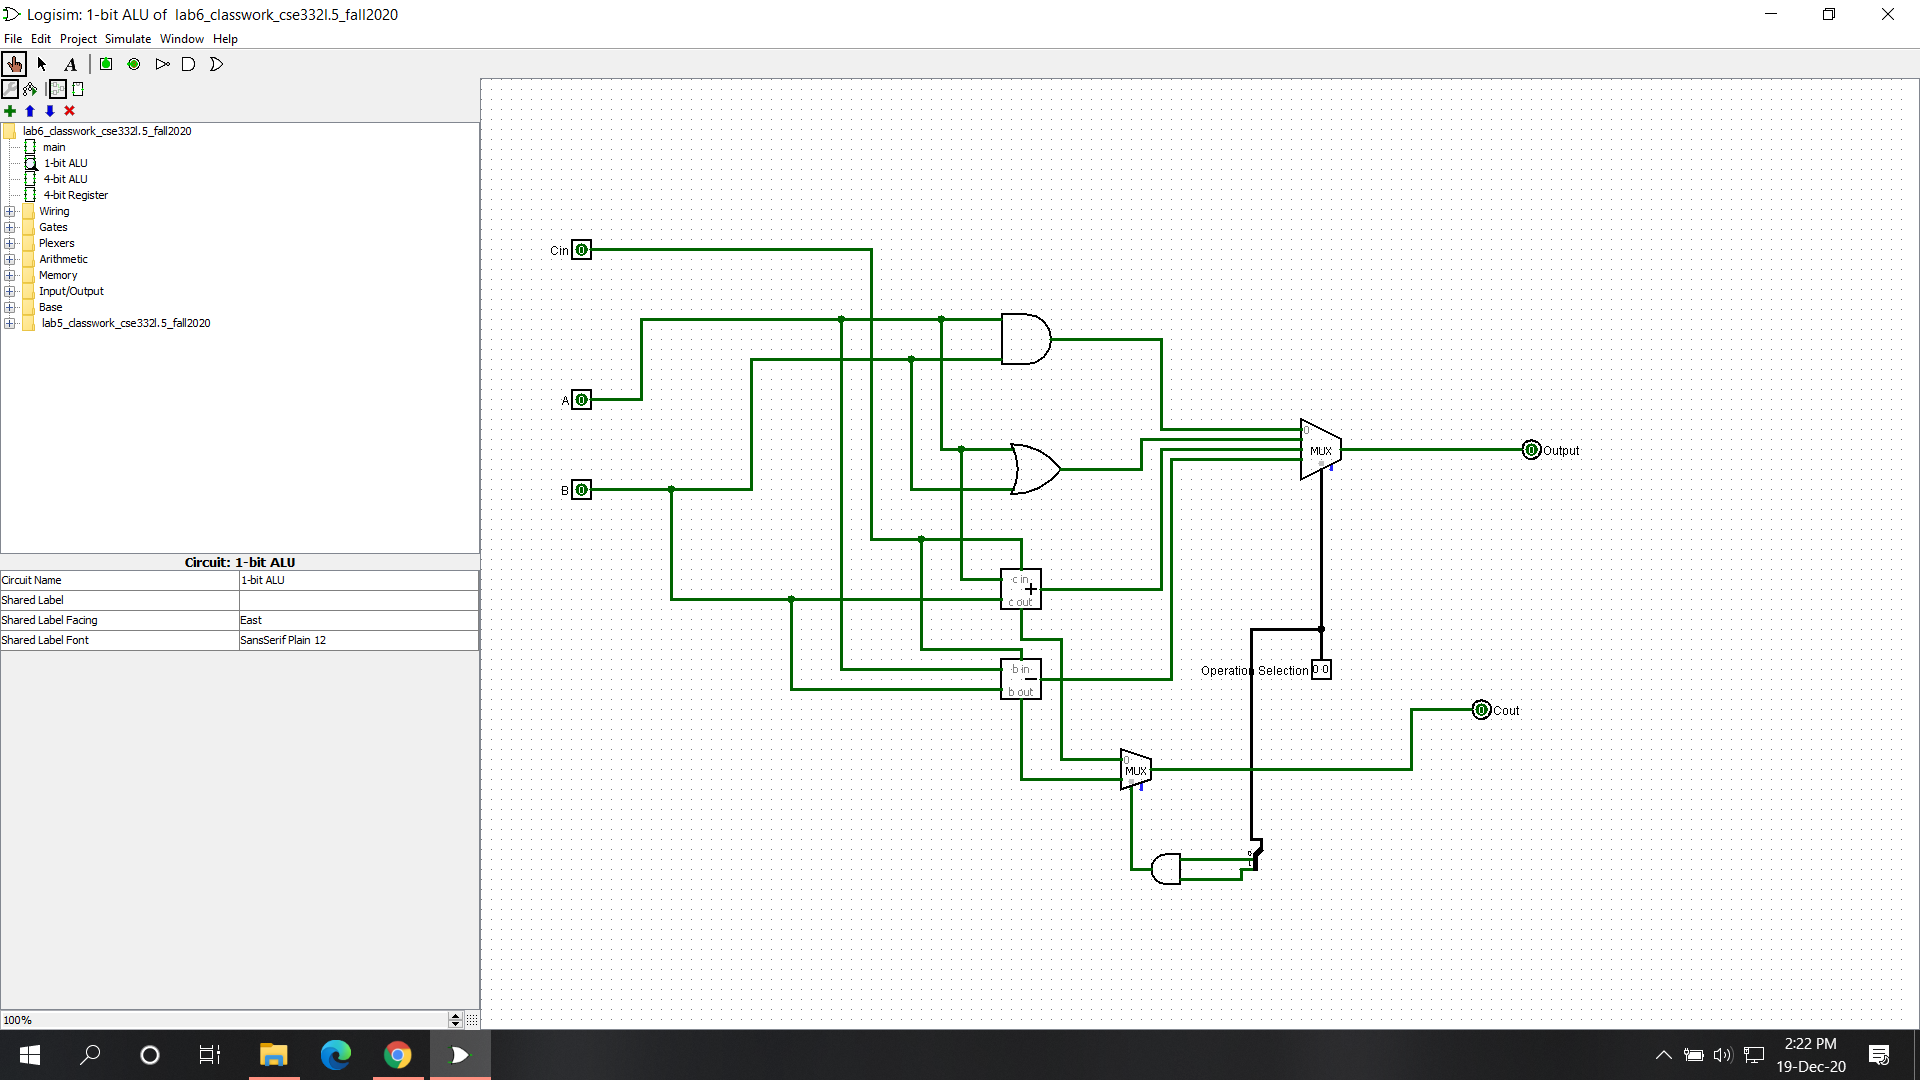 Logisim: 1-bit ALU of lab6_classwork_cse332l.5_fall2020
File Edit Project Simulate Window Help
A
lab6_classwork_cse332l.5_fall2020
main
1-bit ALU
4-bit ALU
4-bit Register
Wiring
Gates
Plexers
Arithmetic
Memory
Input/Output
Base
lab5_classwork_cse332l.5_fall2020
Circuit: 1-bit ALU
Circuit Name 1-bit ALU
Shared Label
Shared Label Facing East
Shared Label Font SansSerif Plain 12
100%
Cin 0
A 0
B 0
0
MUX
0 Output
c in
+
c out
b in
−
b out
Operation Selection 0 0
0 Cout
0
MUX
0
1
2:22 PM
19-Dec-20